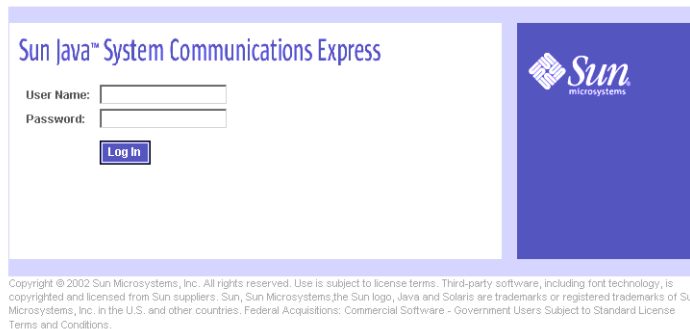 Sun Java™ System Communications Express
Sun
microsystems
User Name:
Password:
Log In
Copyright © 2002 Sun Microsystems, Inc. All rights reserved. Use is subject to license terms. Third-party software, including font technology, is
copyrighted and licensed from Sun suppliers. Sun, Sun Microsystems,the Sun logo, Java and Solaris are trademarks or registered trademarks of Su
Microsystems, Inc. in the U.S. and other countries. Federal Acquisitions: Commercial Software - Government Users Subject to Standard License
Terms and Conditions.